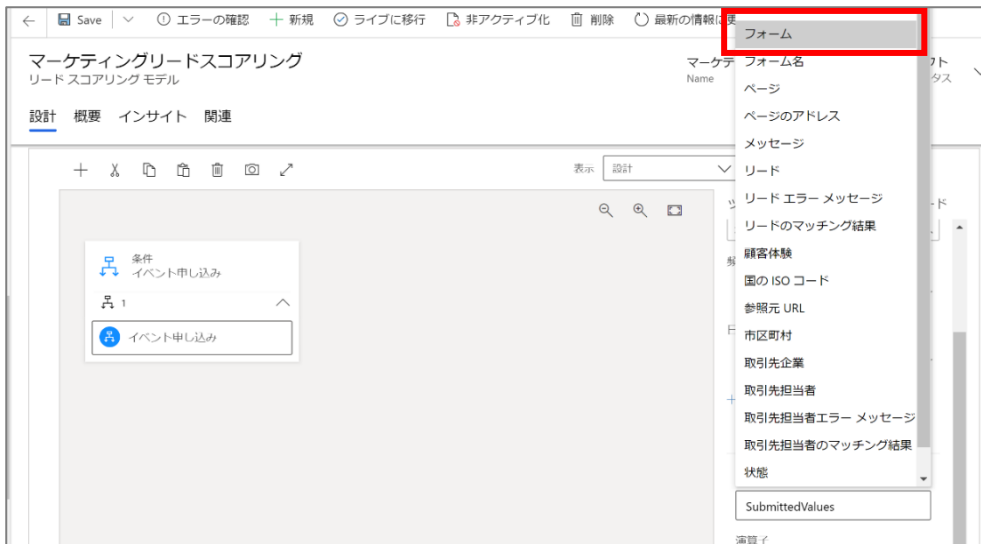 ← Save エラーの確認 新規 ライブに移行 非アクティブ化 削除 最新の情報に更
マーケティングリードスコアリング
リード スコアリング モデル
マーケテ
Name
クト
タス
設計 概要 インサイト 関連
表示 設計
条件
イベント申し込み
1
イベント申し込み
フォーム
フォーム名
ページ
ページのアドレス
メッセージ
リード
リード エラー メッセージ
リードのマッチング結果
顧客体験
国の ISO コード
参照元 URL
市区町村
取引先企業
取引先担当者
取引先担当者エラー メッセージ
取引先担当者のマッチング結果
状態
SubmittedValues
演算子